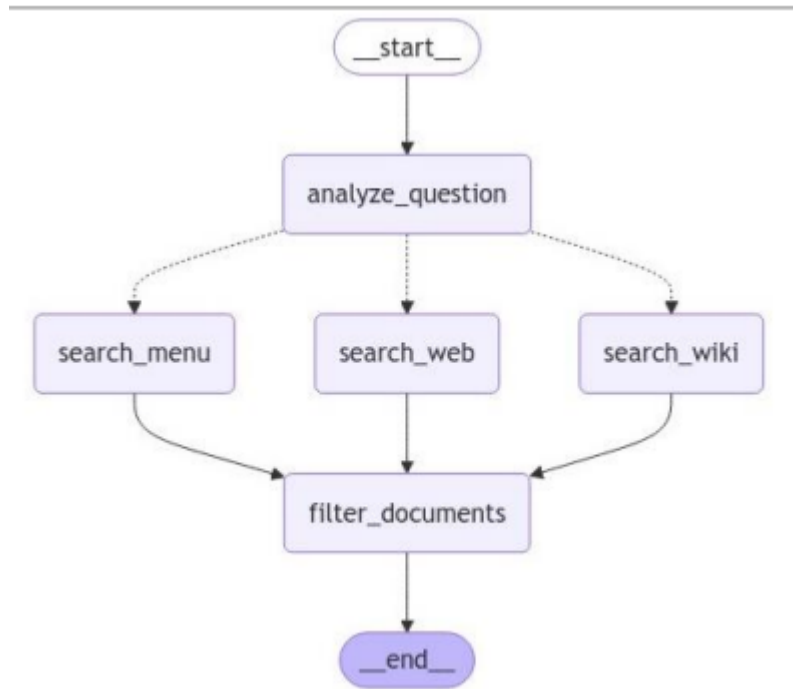 __start__
analyze_question
search_menu
search_web
search_wiki
filter_documents
__end__